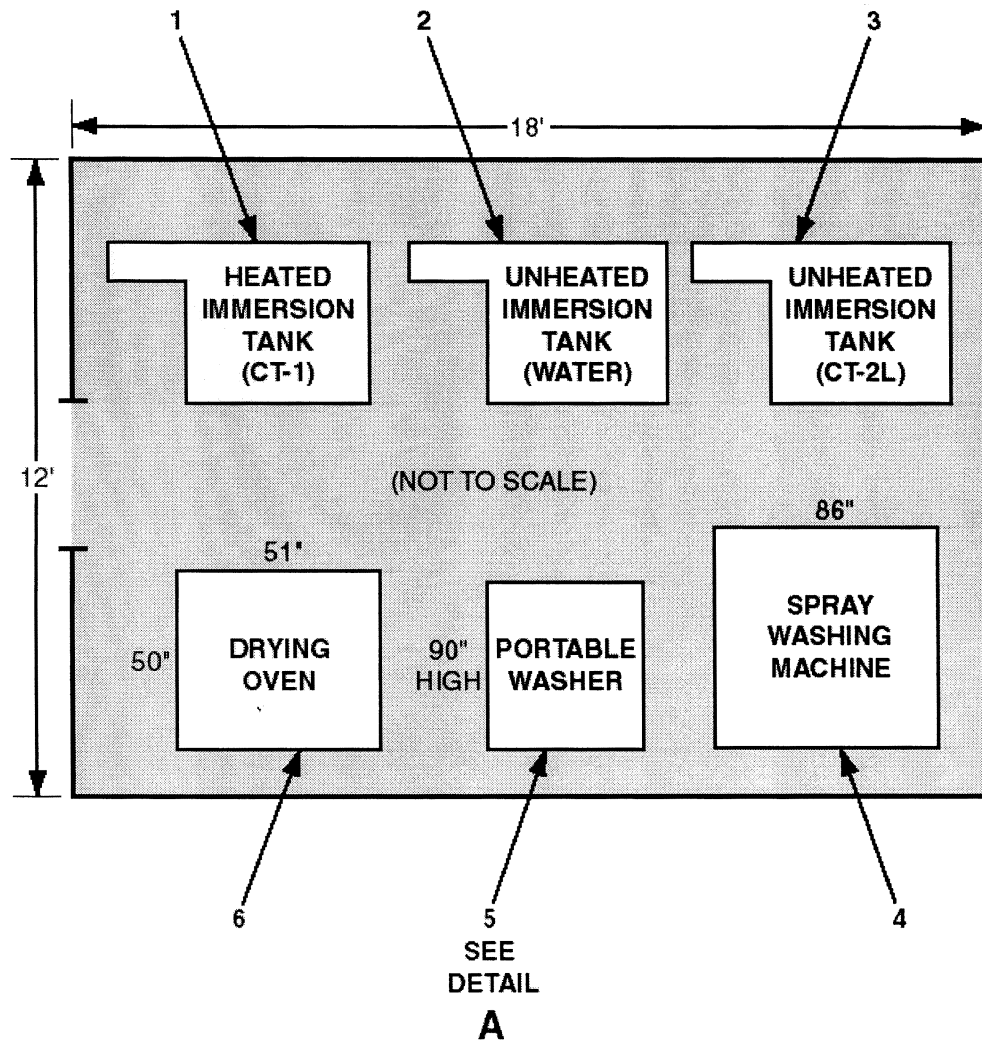 1
2
3
18'
HEATED
IMMERSION
TANK
(CT-1)
UNHEATED
IMMERSION
TANK
(WATER)
UNHEATED
IMMERSION
TANK
(CT-2L)
12'
(NOT TO SCALE)
51"
50"
DRYING
OVEN
90"
HIGH
PORTABLE
WASHER
86"
SPRAY
WASHING
MACHINE
6
5
4
SEE
DETAIL
A